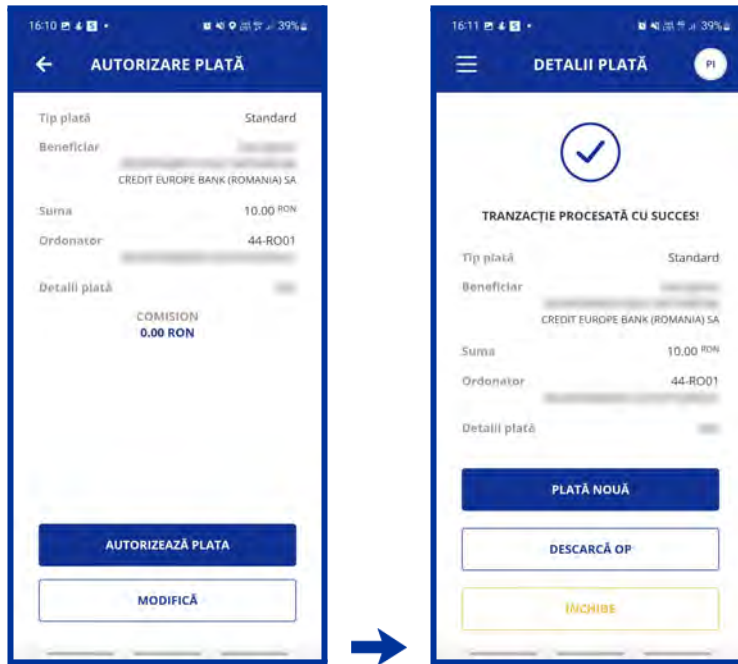 16:10
39%
AUTORIZARE PLATĂ
Tip plată Standard
Beneficiar
CREDIT EUROPE BANK (ROMANIA) SA
Suma 10.00 RON
Ordonator 44-RO01
Detalii plată
COMISION
0.00 RON
AUTORIZEAZĂ PLATA
MODIFICĂ
16:11
39%
DETALII PLATĂ
PI
TRANZACȚIE PROCESATĂ CU SUCCES!
Tip plată Standard
Beneficiar
CREDIT EUROPE BANK (ROMANIA) SA
Suma 10.00 RON
Ordonator 44-RO01
Detalii plată
PLATĂ NOUĂ
DESCARCĂ OP
INCHIDE